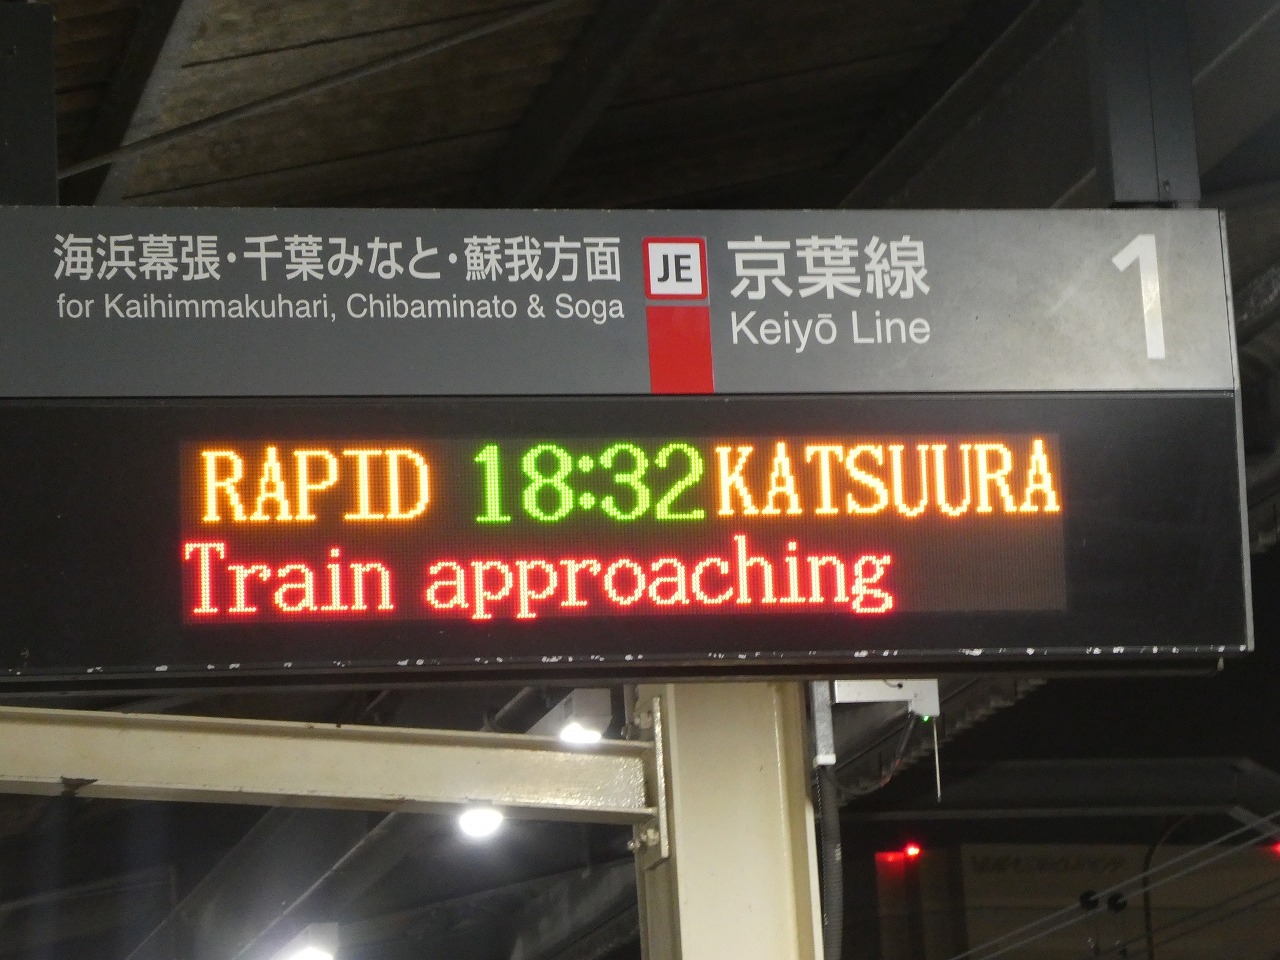 海浜幕張・千葉みなと・蘇我方面
for Kaihimmakuhari, Chibaminato & Soga
JE
京葉線
Keiyō Line
1
RAPID 18:32 KATSUURA
Train approaching